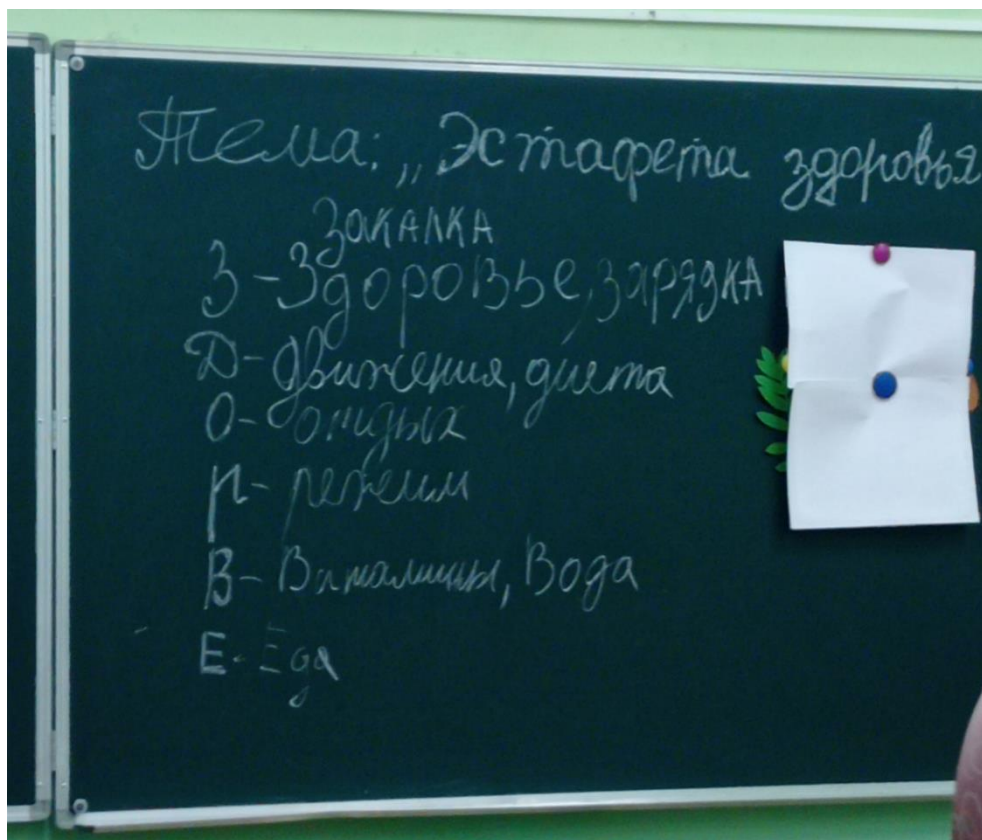 Тема: „Эстафета здоровья
Закалка
З - Здоровье, зарядка
Д - движения, диета
О - отдых
Р - режим
В - Витамины, Вода
Е - Еда